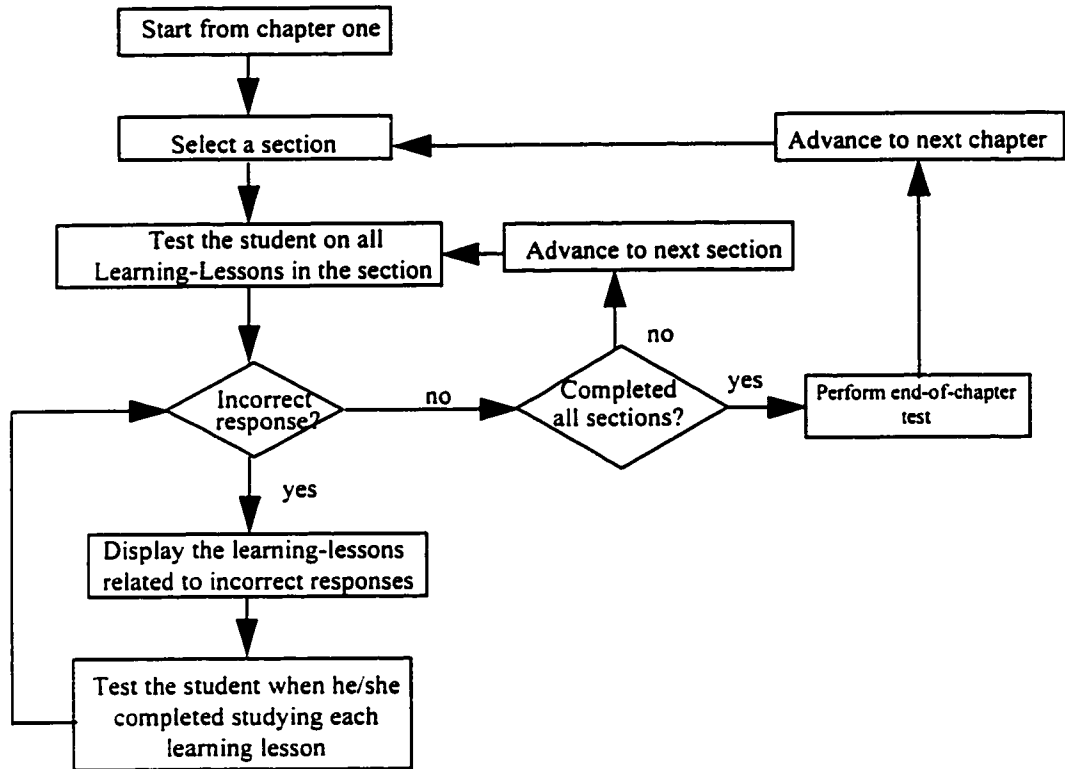 Start from chapter one
Select a section
Advance to next chapter
Test the student on all
Learning-Lessons in the section
Advance to next section
no
Incorrect
response?
no
Completed
all sections?
yes
Perform end-of-chapter
test
yes
Display the learning-lessons
related to incorrect responses
Test the student when he/she
completed studying each
learning lesson